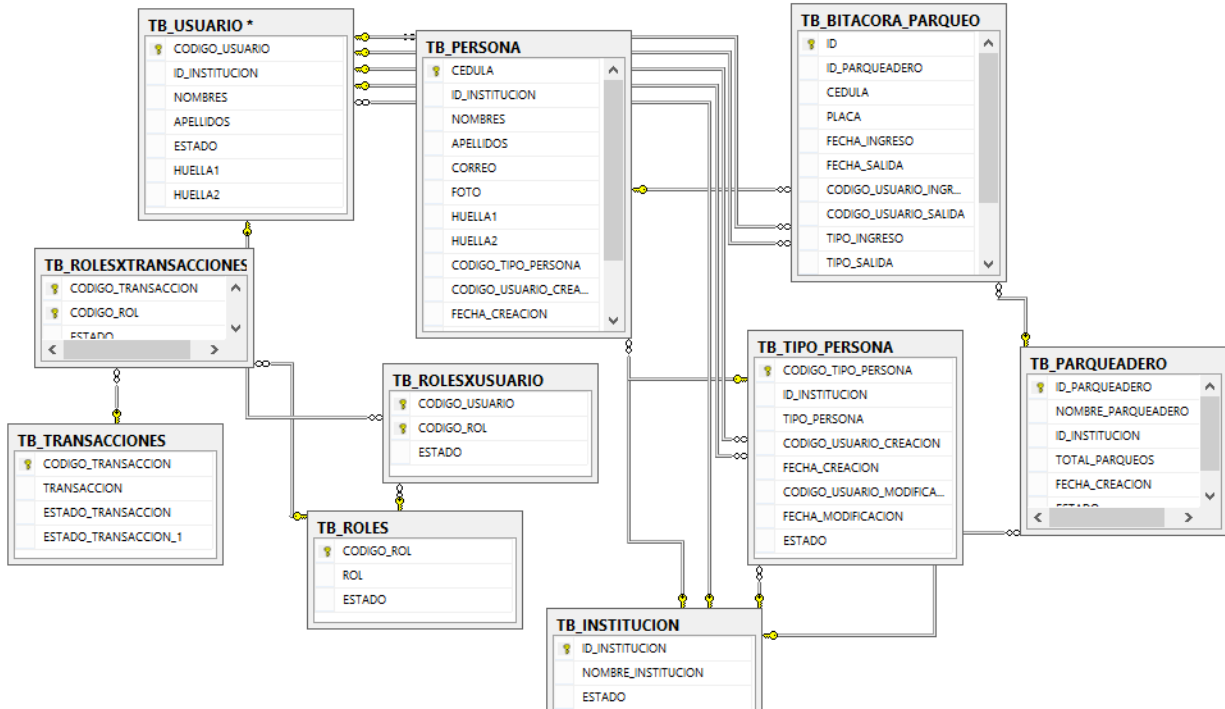 TB_USUARIO *
CODIGO_USUARIO
ID_INSTITUCION
NOMBRES
APELLIDOS
ESTADO
HUELLA1
HUELLA2
TB_PERSONA
CEDULA
ID_INSTITUCION
NOMBRES
APELLIDOS
CORREO
FOTO
HUELLA1
HUELLA2
CODIGO_TIPO_PERSONA
CODIGO_USUARIO_CREA...
FECHA_CREACION
TB_BITACORA_PARQUEO
ID
ID_PARQUEADERO
CEDULA
PLACA
FECHA_INGRESO
FECHA_SALIDA
CODIGO_USUARIO_INGR...
CODIGO_USUARIO_SALIDA
TIPO_INGRESO
TIPO_SALIDA
TB_ROLESXTRANSACCIONES
CODIGO_TRANSACCION
CODIGO_ROL
ESTADO
TB_ROLESXUSUARIO
CODIGO_USUARIO
CODIGO_ROL
ESTADO
TB_TIPO_PERSONA
CODIGO_TIPO_PERSONA
ID_INSTITUCION
TIPO_PERSONA
CODIGO_USUARIO_CREACION
FECHA_CREACION
CODIGO_USUARIO_MODIFICA...
FECHA_MODIFICACION
ESTADO
TB_PARQUEADERO
ID_PARQUEADERO
NOMBRE_PARQUEADERO
ID_INSTITUCION
TOTAL_PARQUEOS
FECHA_CREACION
ESTADO
TB_TRANSACCIONES
CODIGO_TRANSACCION
TRANSACCION
ESTADO_TRANSACCION
ESTADO_TRANSACCION_1
TB_ROLES
CODIGO_ROL
ROL
ESTADO
TB_INSTITUCION
ID_INSTITUCION
NOMBRE_INSTITUCION
ESTADO